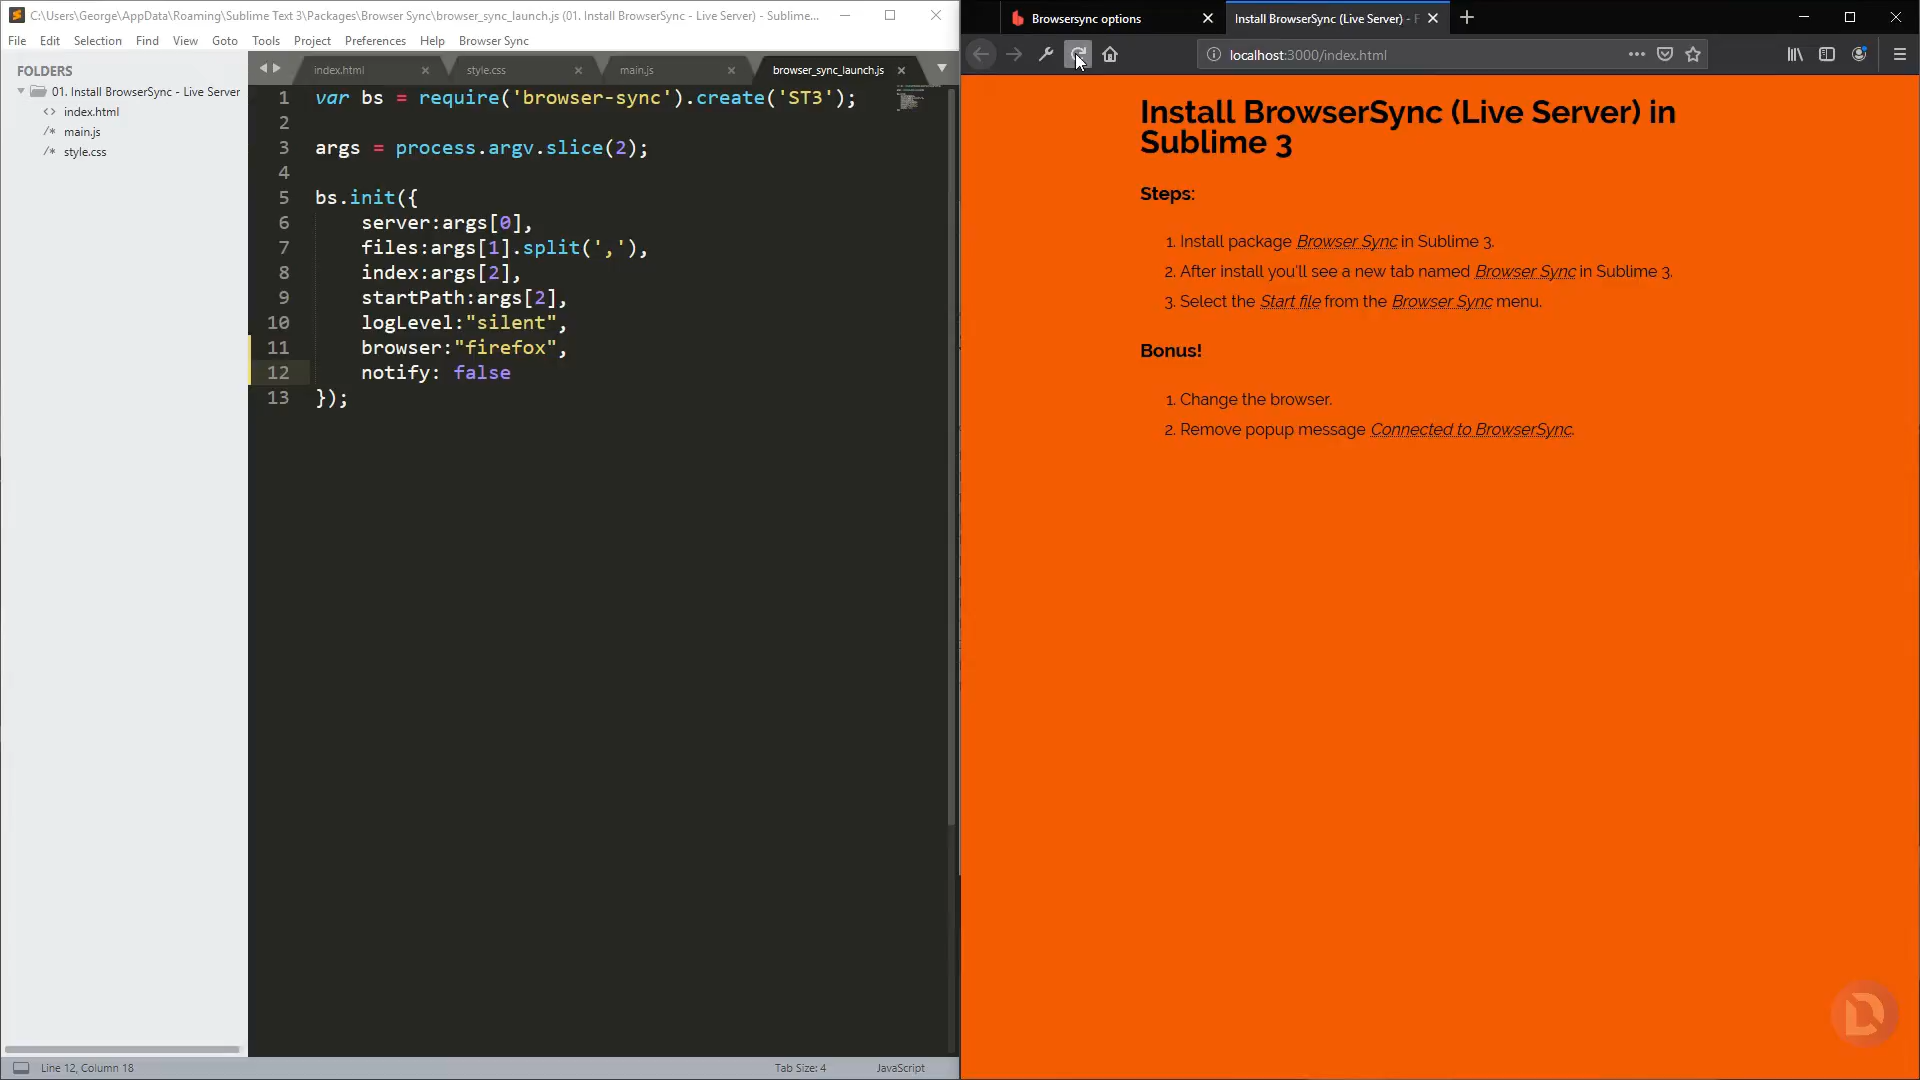 C:\Users\George\AppData\Roaming\Sublime Text 3\Packages\Browser Sync\browser_sync_launch.js (01. Install BrowserSync - Live Server) - Sublime...
File Edit Selection Find View Goto Tools Project Preferences Help Browser Sync
FOLDERS
01. Install BrowserSync - Live Server
<> index.html
/* main.js
/* style.css
index.html style.css main.js browser_sync_launch.js
1 var bs = require('browser-sync').create('ST3');
2
3 args = process.argv.slice(2);
4
5 bs.init({
6 server:args[0],
7 files:args[1].split(','),
8 index:args[2],
9 startPath:args[2],
10 logLevel:"silent",
11 browser:"firefox",
12 notify: false
13 });
Line 12, Column 18 Tab Size: 4 JavaScript
Browsersync options Install BrowserSync (Live Server) -
localhost:3000/index.html
Install BrowserSync (Live Server) in
Sublime 3
Steps:
1. Install package Browser Sync in Sublime 3.
2. After install you'll see a new tab named Browser Sync in Sublime 3.
3. Select the Start file from the Browser Sync menu.
Bonus!
1. Change the browser.
2. Remove popup message Connected to BrowserSync.